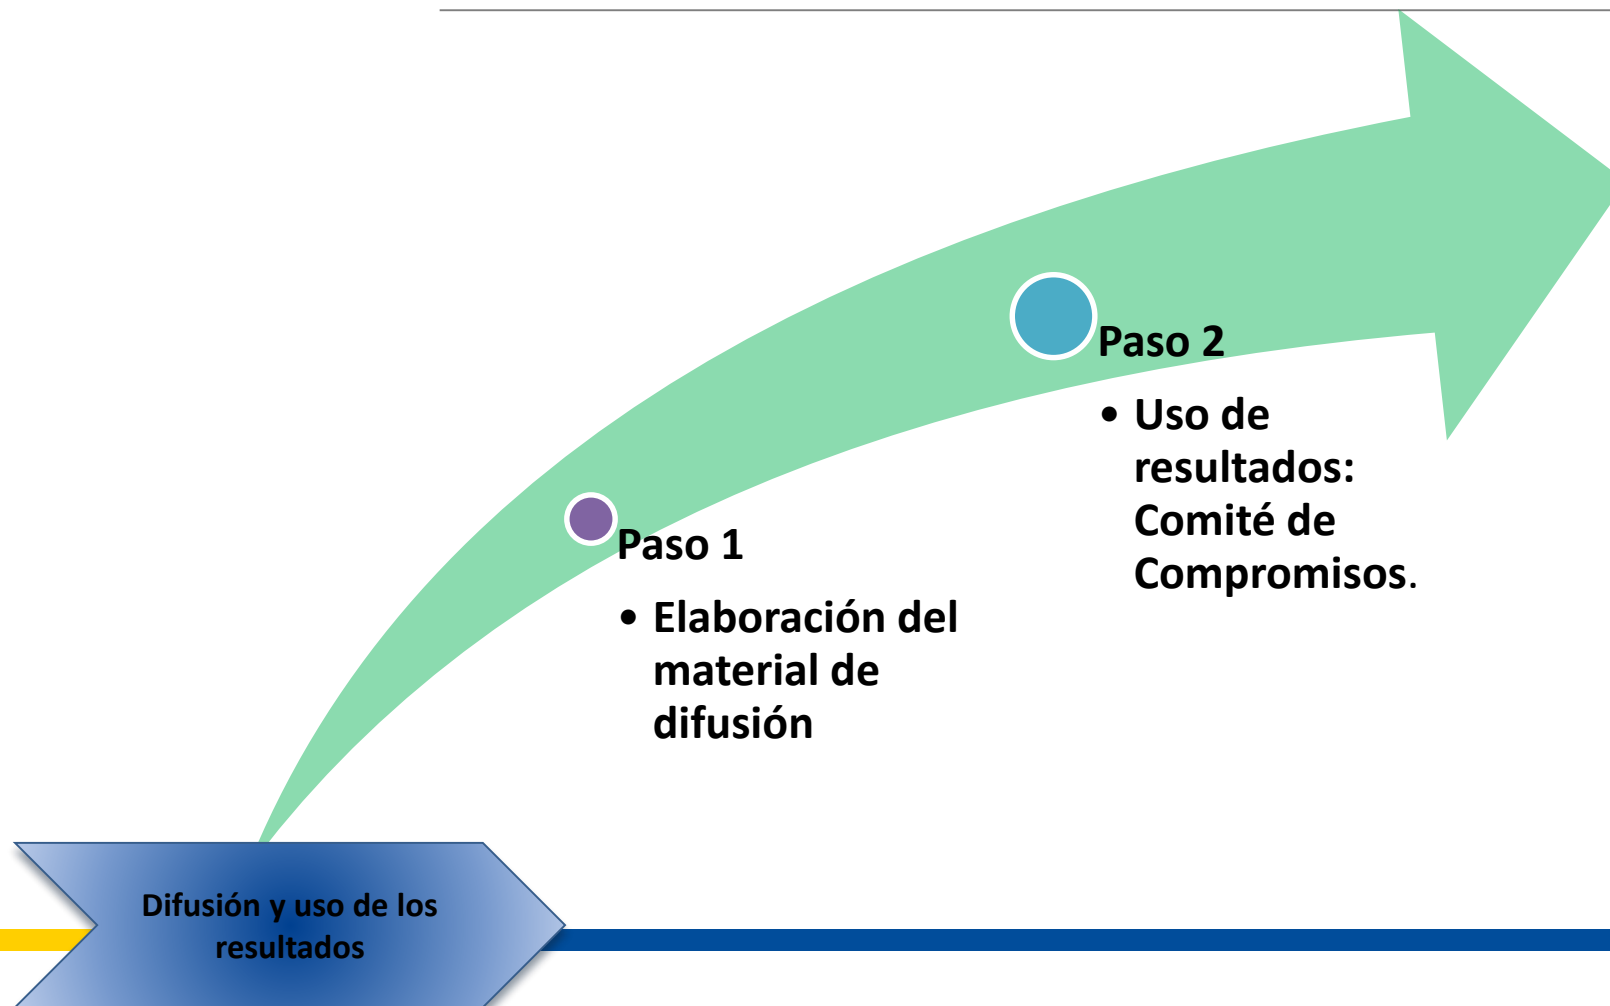 Paso 1
• Elaboración del
material de
difusión
Paso 2
• Uso de
resultados:
Comité de
Compromisos.
Difusión y uso de los
resultados